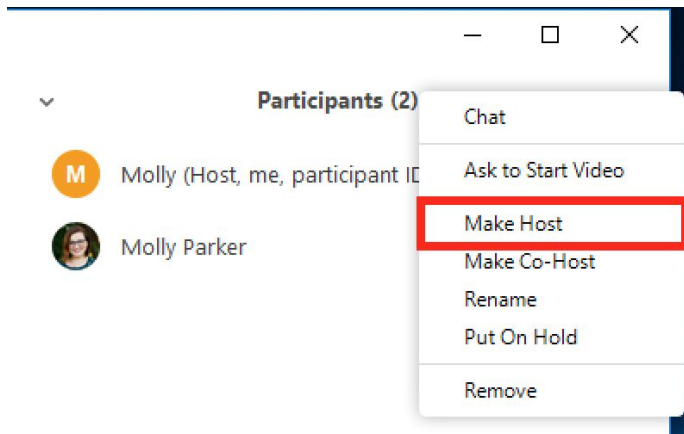 Participants (2)
M
Molly (Host, me, participant ID
Molly Parker
Chat
Ask to Start Video
Make Host
Make Co-Host
Rename
Put On Hold
Remove